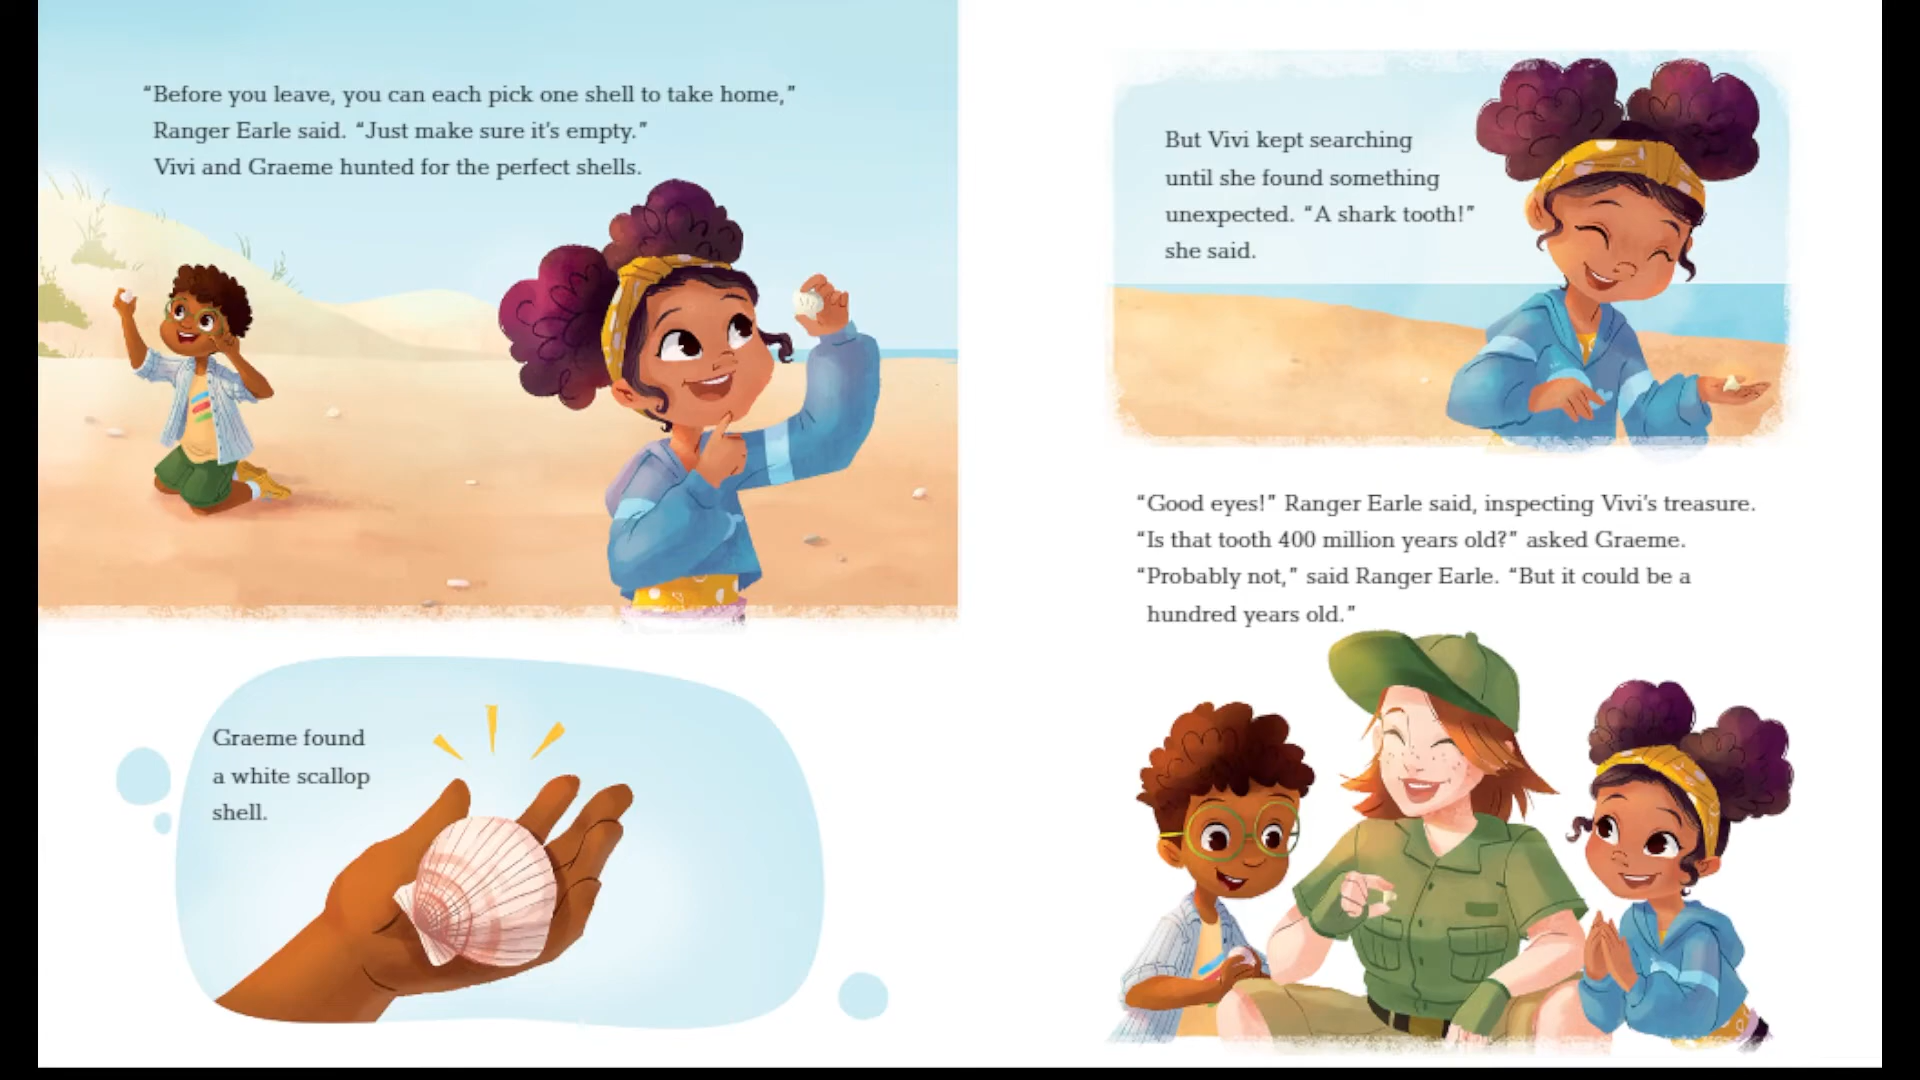 “Before you leave, you can each pick one shell to take home,”
Ranger Earle said. “Just make sure it’s empty.”
Vivi and Graeme hunted for the perfect shells.
Graeme found
a white scallop
shell.
But Vivi kept searching
until she found something
unexpected. “A shark tooth!”
she said.
“Good eyes!” Ranger Earle said, inspecting Vivi’s treasure.
“Is that tooth 400 million years old?” asked Graeme.
“Probably not,” said Ranger Earle. “But it could be a
hundred years old.”